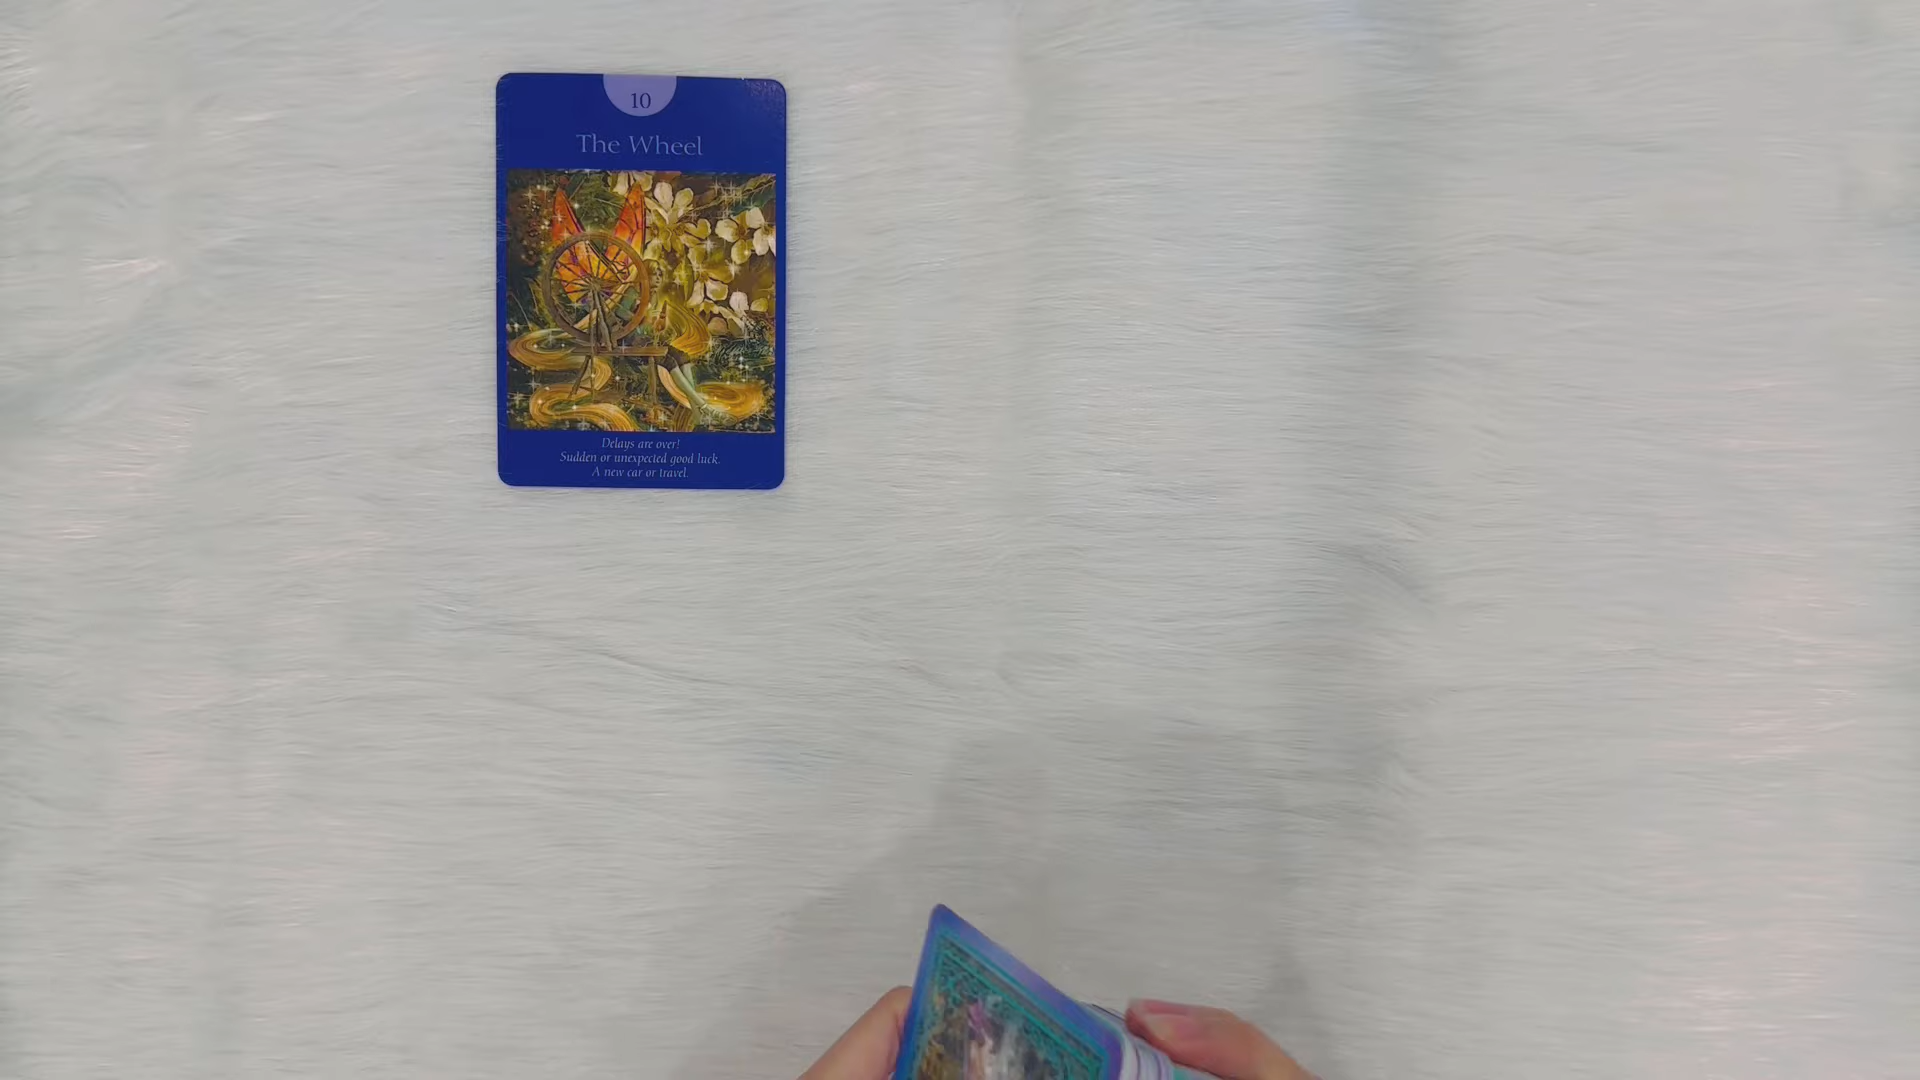 10
The Wheel
Delays are over!
Sudden or unexpected good luck.
A new car or travel.